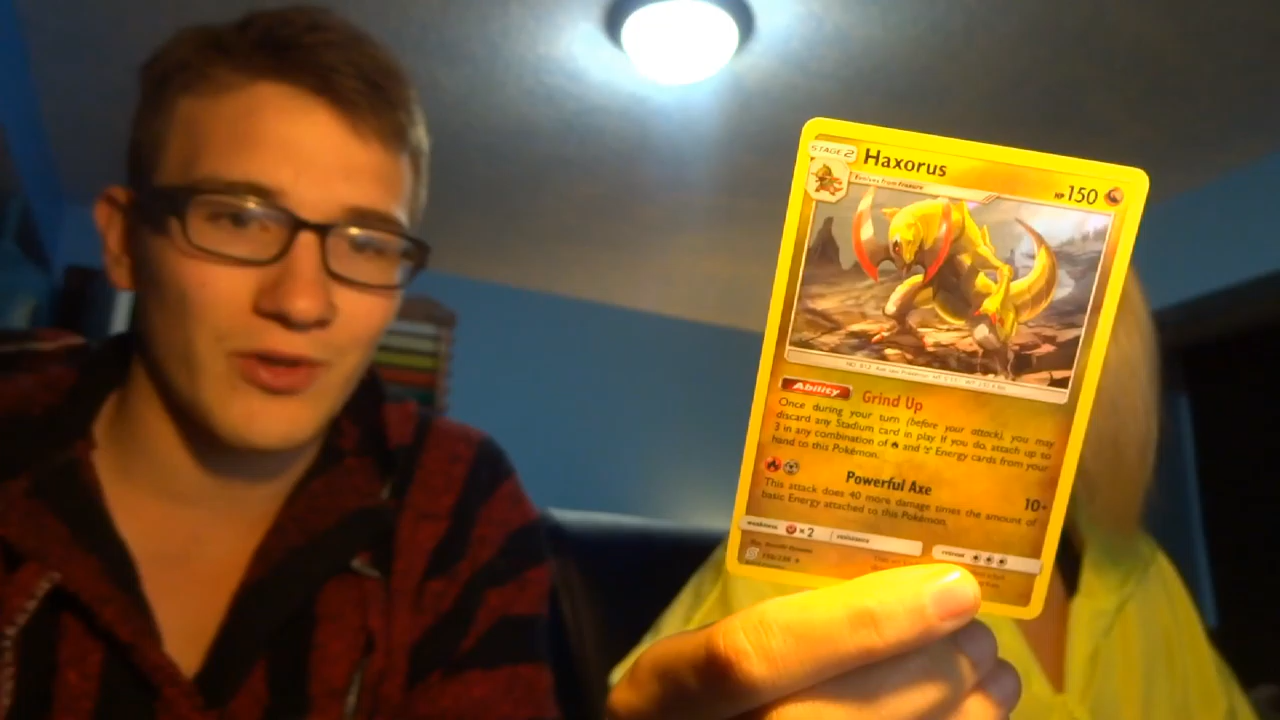 STAGE 2
Haxorus
HP 150
Evolves from Fraxure
Ability
Grind Up
Once during your turn (before your attack), you may
discard any Stadium card in play. If you do, attach up to
3 in any combination of and Energy cards from your
hand to this Pokémon.
Powerful Axe
10+
This attack does 40 more damage times the amount of
basic Energy attached to this Pokémon.
weakness
×2
resistance
retreat